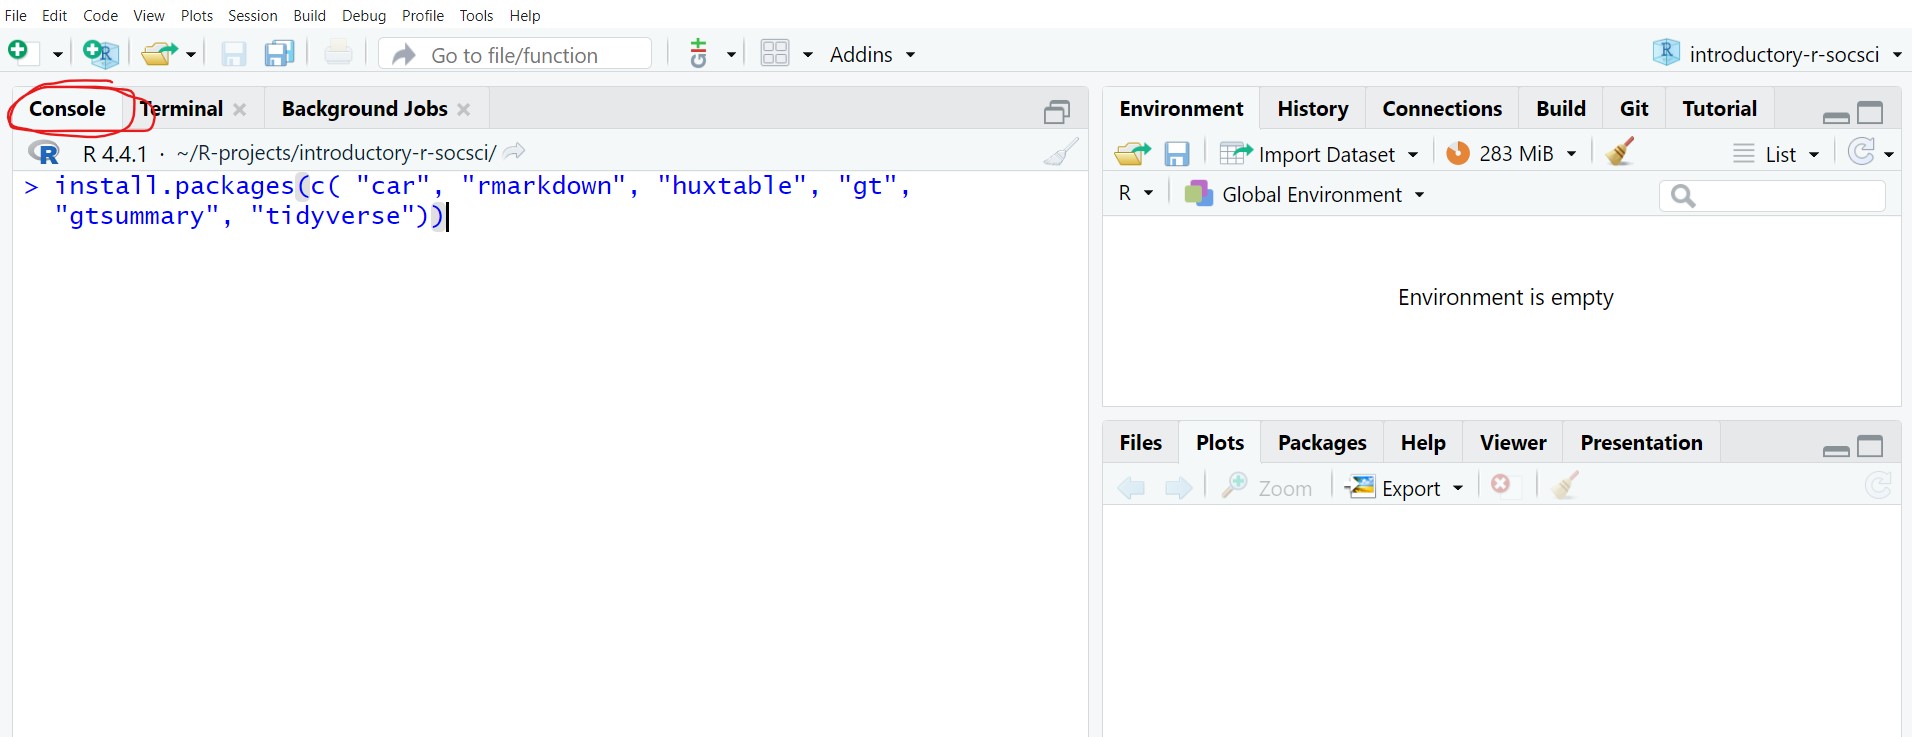 File Edit Code View Plots Session Build Debug Profile Tools Help
Go to file/function Addins introductory-r-socsci
Console Terminal Background Jobs
R 4.4.1 · ~/R-projects/introductory-r-socsci/
> install.packages(c( "car", "rmarkdown", "huxtable", "gt",
"gtsummary", "tidyverse"))
Environment History Connections Build Git Tutorial
Import Dataset 283 MiB List
R Global Environment
Environment is empty
Files Plots Packages Help Viewer Presentation
Zoom Export